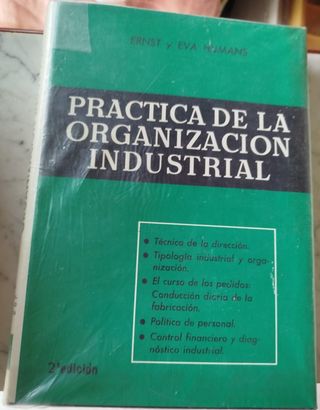 ERNST y EVA HIJMANS
PRACTICA DE LA
ORGANIZACION
INDUSTRIAL
• Técnica de la dirección.
• Tipología industrial y orga-
nización.
• El curso de los pedidos:
Conducción diaria de la
fabricación.
• Política de personal.
• Control financiero y diag-
nóstico industrial.
2ª edición